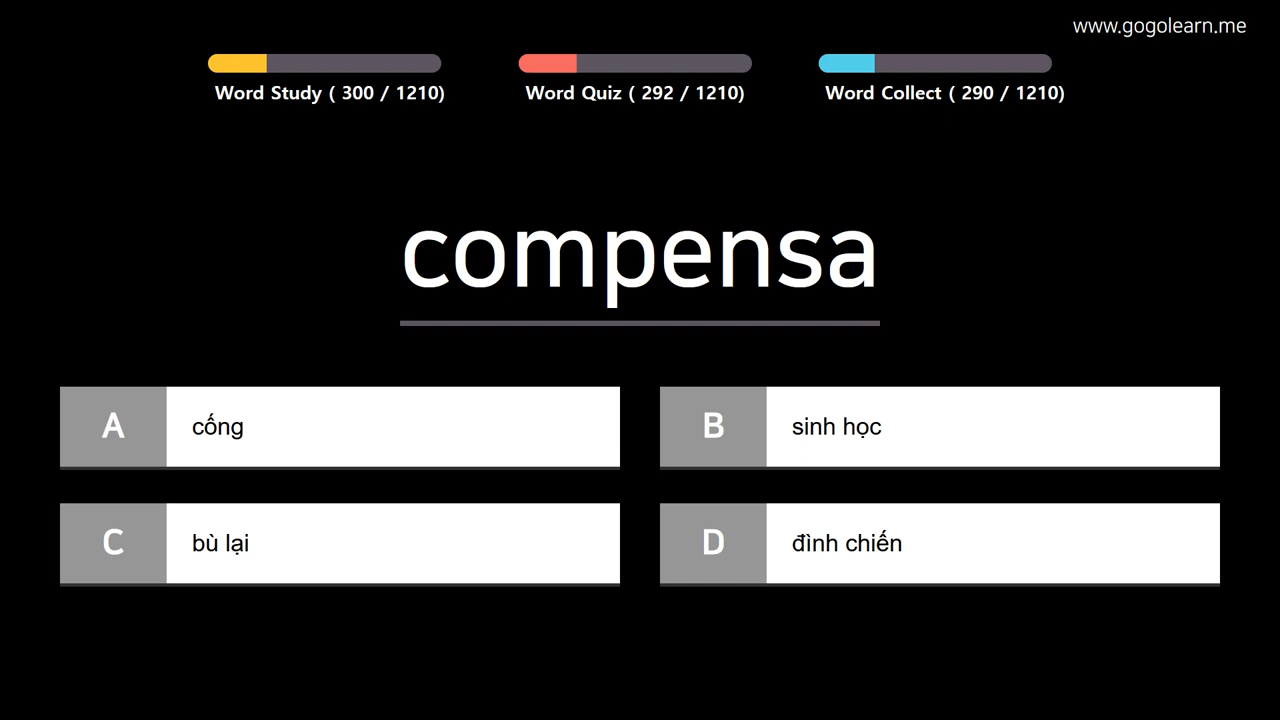 www.gogolearn.me
Word Study ( 300 / 1210)
Word Quiz ( 292 / 1210)
Word Collect ( 290 / 1210)
compensa
A
cống
B
sinh học
C
bù lại
D
đình chiến